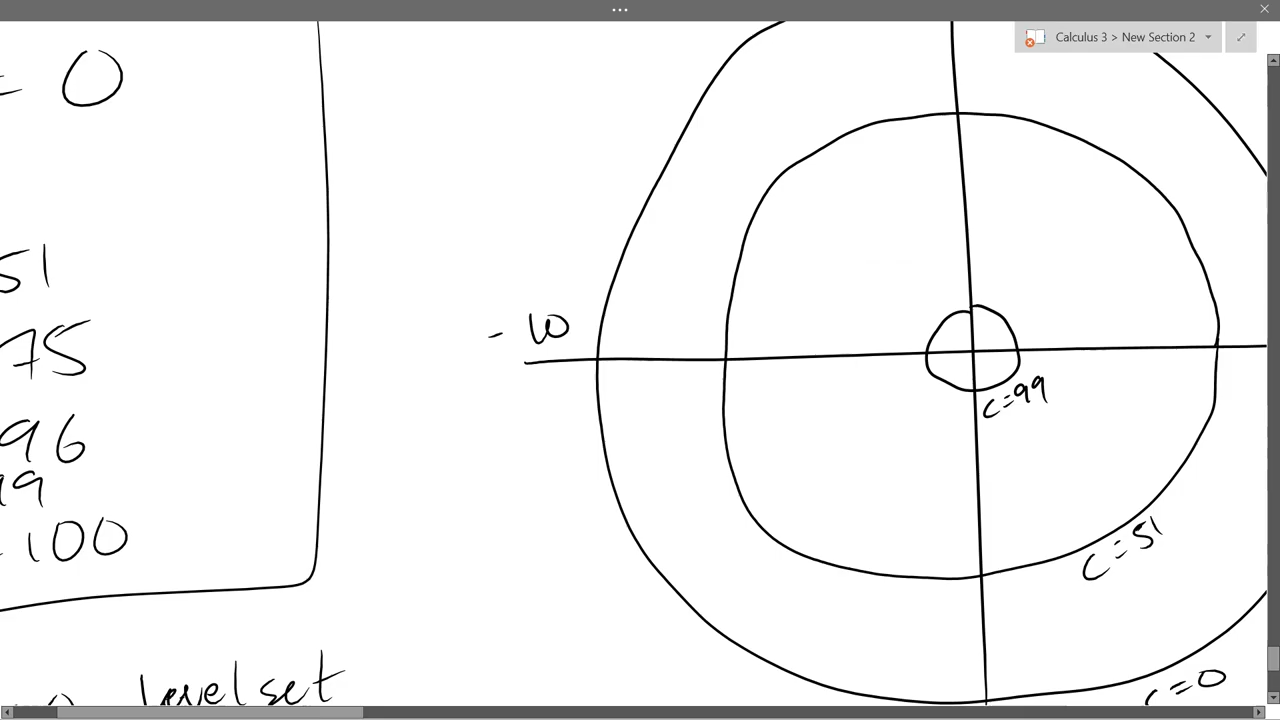 Calculus 3 > New Section 2
= 0
51
75
- 10
96
c=99
99
100
c=51
level set
c=0